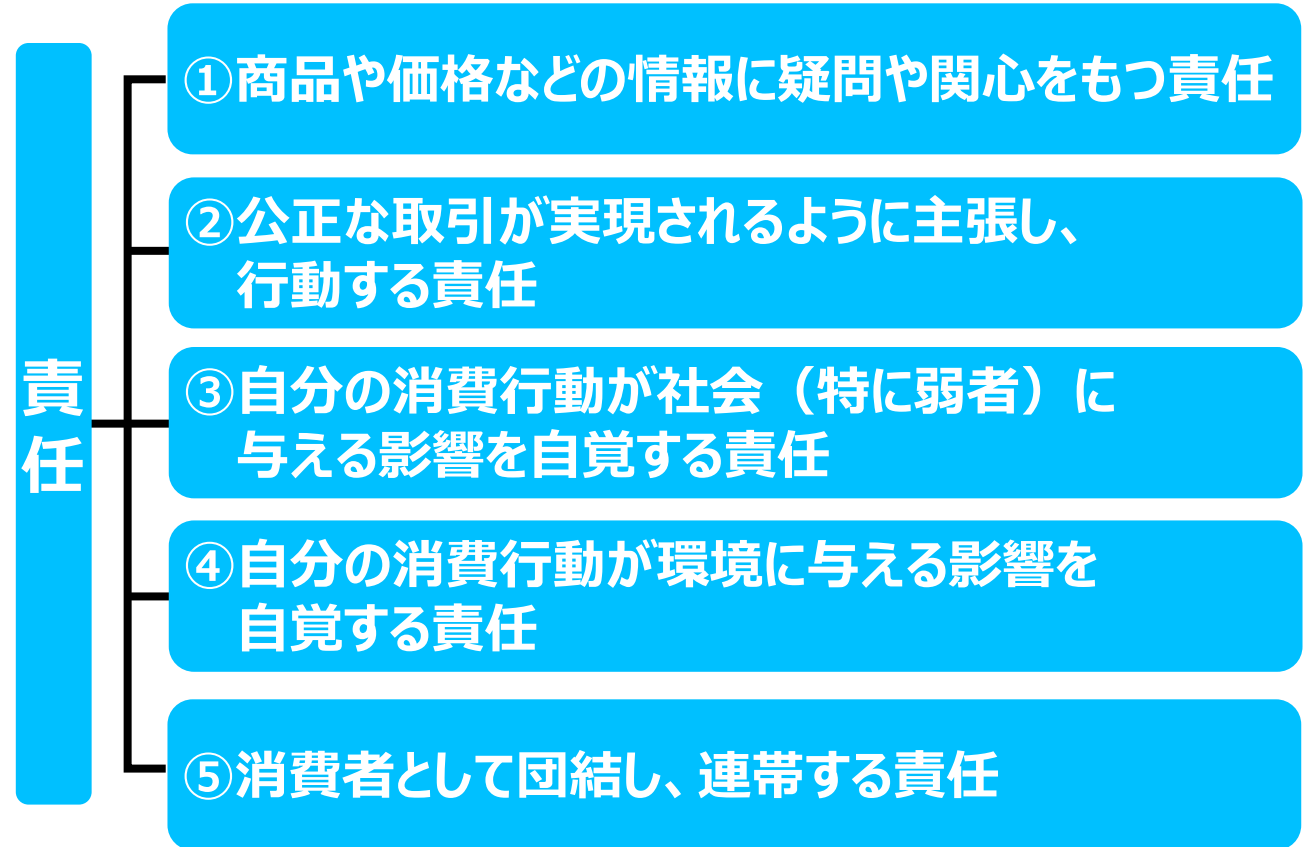 責任
①商品や価格などの情報に疑問や関心をもつ責任
②公正な取引が実現されるように主張し、
行動する責任
③自分の消費行動が社会（特に弱者）に
与える影響を自覚する責任
④自分の消費行動が環境に与える影響を
自覚する責任
⑤消費者として団結し、連帯する責任